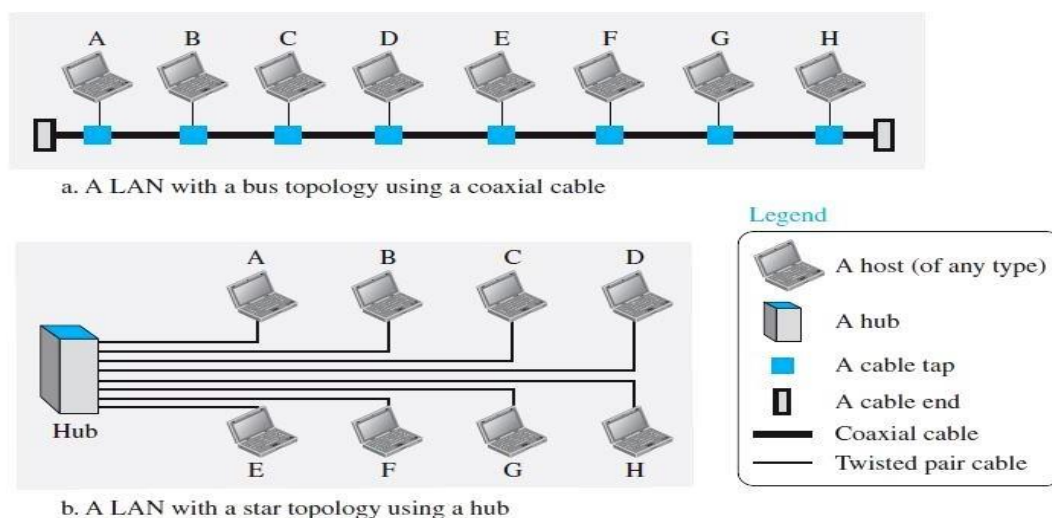 A B C D E F G H
a. A LAN with a bus topology using a coaxial cable
A B C D
Hub
E F G H
b. A LAN with a star topology using a hub
Legend
A host (of any type)
A hub
A cable tap
A cable end
Coaxial cable
Twisted pair cable